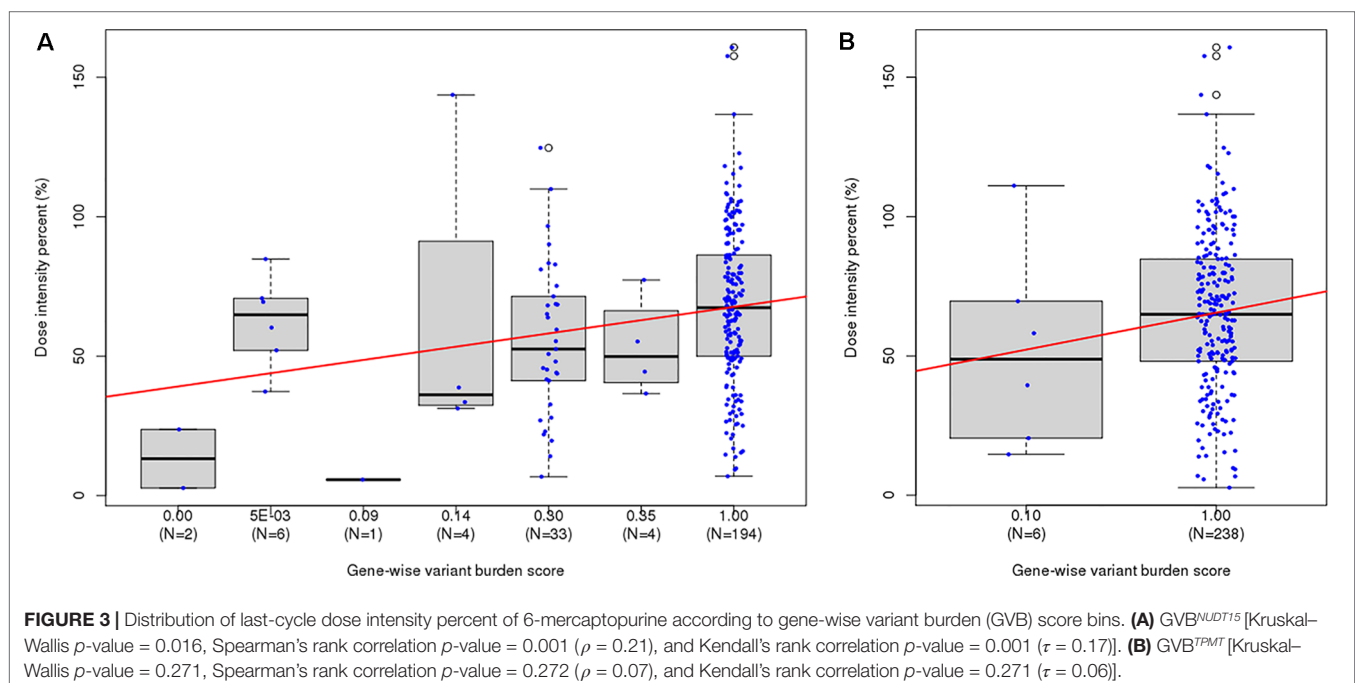 A
B
150
100
50
0
Dose intensity percent (%)
0.00 5E-03 0.09 0.14 0.30 0.35 1.00
(N=2) (N=6) (N=1) (N=4) (N=33) (N=4) (N=194)
Gene-wise variant burden score
150
100
50
0
Dose intensity percent (%)
0.10 1.00
(N=6) (N=238)
Gene-wise variant burden score
FIGURE 3 | Distribution of last-cycle dose intensity percent of 6-mercaptopurine according to gene-wise variant burden (GVB) score bins. (A) GVB^NUDT15 [Kruskal–
Wallis p-value = 0.016, Spearman’s rank correlation p-value = 0.001 (ρ = 0.21), and Kendall’s rank correlation p-value = 0.001 (τ = 0.17)]. (B) GVB^TPMT [Kruskal–
Wallis p-value = 0.271, Spearman’s rank correlation p-value = 0.272 (ρ = 0.07), and Kendall’s rank correlation p-value = 0.271 (τ = 0.06)].